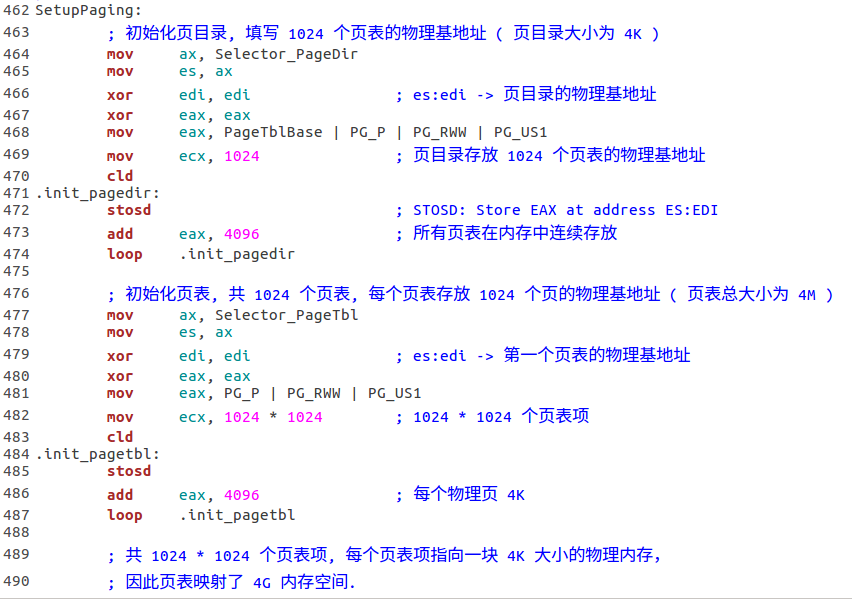 462 SetupPaging:
463         ; 初始化页目录, 填写 1024 个页表的物理基地址 ( 页目录大小为 4K )
464         mov     ax, Selector_PageDir
465         mov     es, ax
466         xor     edi, edi                ; es:edi -> 页目录的物理基地址
467         xor     eax, eax
468         mov     eax, PageTblBase | PG_P | PG_RWW | PG_US1
469         mov     ecx, 1024               ; 页目录存放 1024 个页表的物理基地址
470         cld
471 .init_pagedir:
472         stosd                           ; STOSD: Store EAX at address ES:EDI
473         add     eax, 4096               ; 所有页表在内存中连续存放
474         loop    .init_pagedir
475
476         ; 初始化页表, 共 1024 个页表, 每个页表存放 1024 个页的物理基地址 ( 页表总大小为 4M )
477         mov     ax, Selector_PageTbl
478         mov     es, ax
479         xor     edi, edi                ; es:edi -> 第一个页表的物理基地址
480         xor     eax, eax
481         mov     eax, PG_P | PG_RWW | PG_US1
482         mov     ecx, 1024 * 1024        ; 1024 * 1024 个页表项
483         cld
484 .init_pagetbl:
485         stosd
486         add     eax, 4096               ; 每个物理页 4K
487         loop    .init_pagetbl
488
489         ; 共 1024 * 1024 个页表项, 每个页表项指向一块 4K 大小的物理内存,
490         ; 因此页表映射了 4G 内存空间.